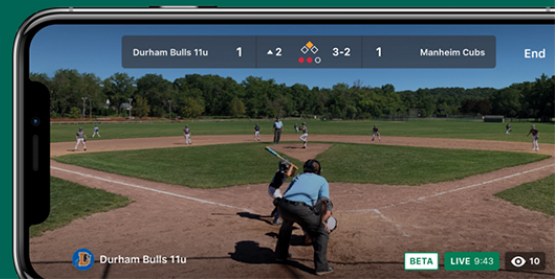 Durham Bulls 11u 1 ▲2 3-2 1 Manheim Cubs End
Durham Bulls 11u BETA LIVE 9:43 10